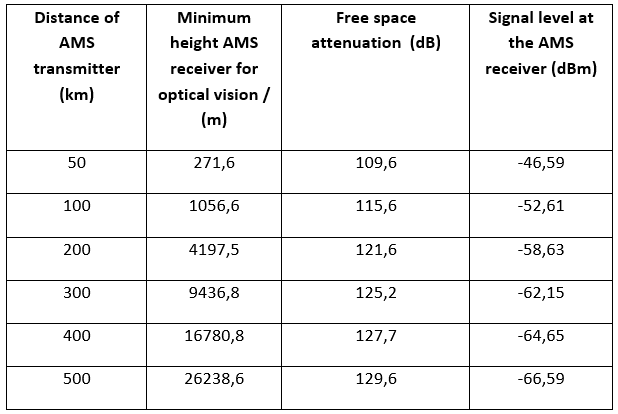 Distance of AMS transmitter (km) | Minimum height AMS receiver for optical vision / (m) | Free space attenuation (dB) | Signal level at the AMS receiver (dBm)
50 | 271,6 | 109,6 | -46,59
100 | 1056,6 | 115,6 | -52,61
200 | 4197,5 | 121,6 | -58,63
300 | 9436,8 | 125,2 | -62,15
400 | 16780,8 | 127,7 | -64,65
500 | 26238,6 | 129,6 | -66,59